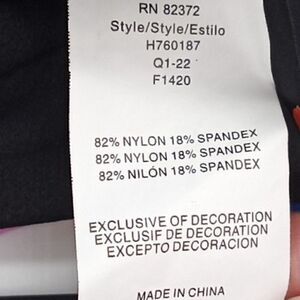 RN 82372
Style/Style/Estilo
H760187
Q1-22
F1420
82% NYLON 18% SPANDEX
82% NYLON 18% SPANDEX
82% NILÓN 18% SPANDEX
EXCLUSIVE OF DECORATION
EXCLUSIF DE DECORATION
EXCEPTO DECORACION
MADE IN CHINA